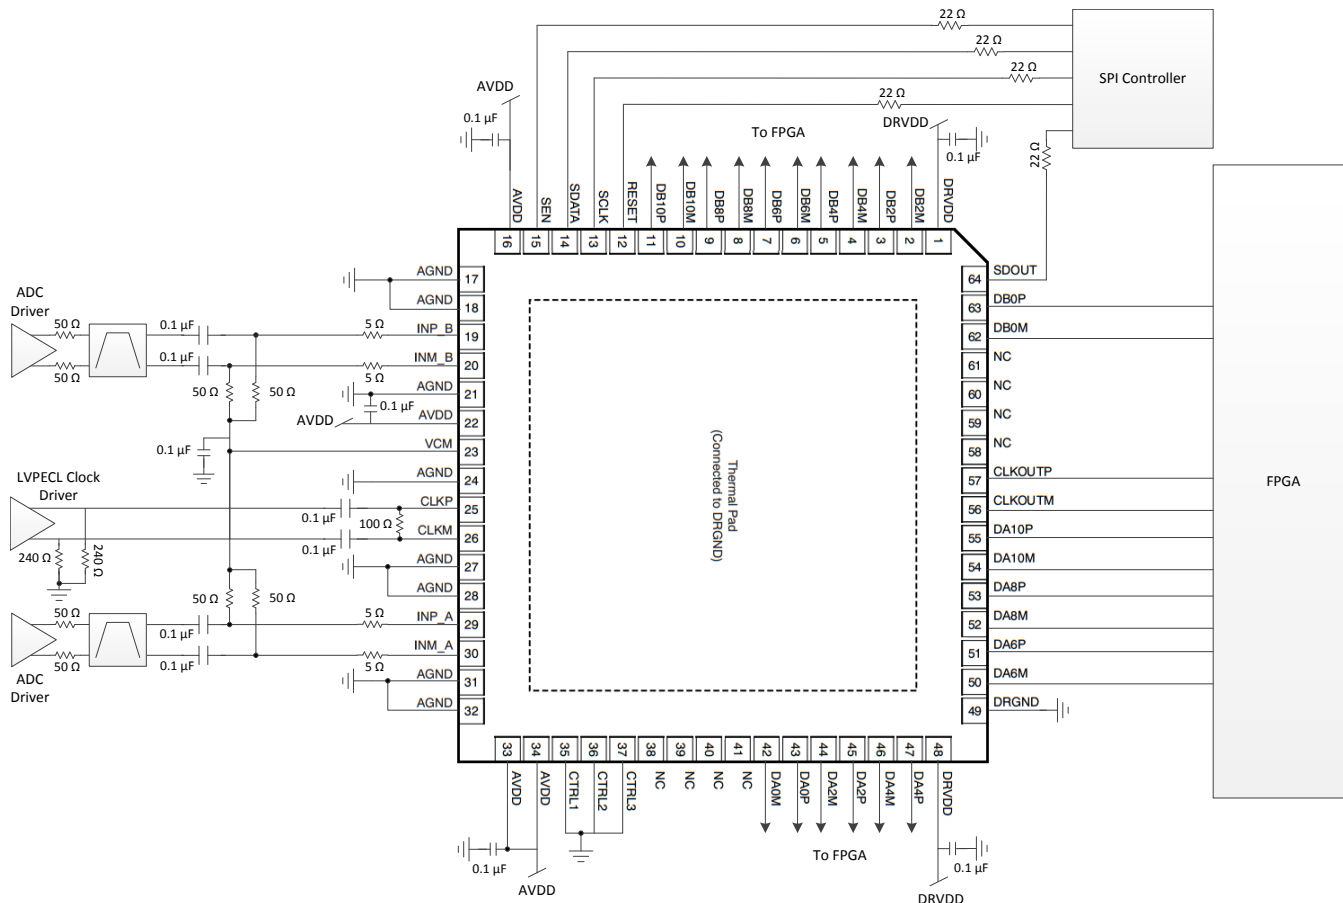 22 Ω
22 Ω
22 Ω
22 Ω
22 Ω
SPI Controller
AVDD
0.1 µF
To FPGA
DRVDD
0.1 µF
AVDD
SEN
SDATA
SCLK
RESET
DB10P
DB10M
DB8P
DB8M
DB6P
DB6M
DB4P
DB4M
DB2P
DB2M
DRVDD
16
15
14
13
12
11
10
9
8
7
6
5
4
3
2
1
ADC
Driver
50 Ω
50 Ω
0.1 µF
0.1 µF
50 Ω
50 Ω
5 Ω
5 Ω
0.1 µF
AVDD
0.1 µF
LVPECL Clock
Driver
240 Ω
240 Ω
0.1 µF
0.1 µF
100 Ω
50 Ω
50 Ω
50 Ω
50 Ω
0.1 µF
0.1 µF
5 Ω
5 Ω
ADC
Driver
AGND
17
AGND
18
INP_B
19
INM_B
20
AGND
21
AVDD
22
VCM
23
AGND
24
CLKP
25
CLKM
26
AGND
27
AGND
28
INP_A
29
INM_A
30
AGND
31
AGND
32
Thermal Pad
(Connected to DRGND)
64
SDOUT
63
DB0P
62
DB0M
61
NC
60
NC
59
NC
58
NC
57
CLKOUTP
56
CLKOUTM
55
DA10P
54
DA10M
53
DA8P
52
DA8M
51
DA6P
50
DA6M
49
DRGND
FPGA
33
34
35
36
37
38
39
40
41
42
43
44
45
46
47
48
AVDD
AVDD
CTRL1
CTRL2
CTRL3
NC
NC
NC
NC
DA0M
DA0P
DA2M
DA2P
DA4M
DA4P
DRVDD
0.1 µF
AVDD
To FPGA
0.1 µF
DRVDD